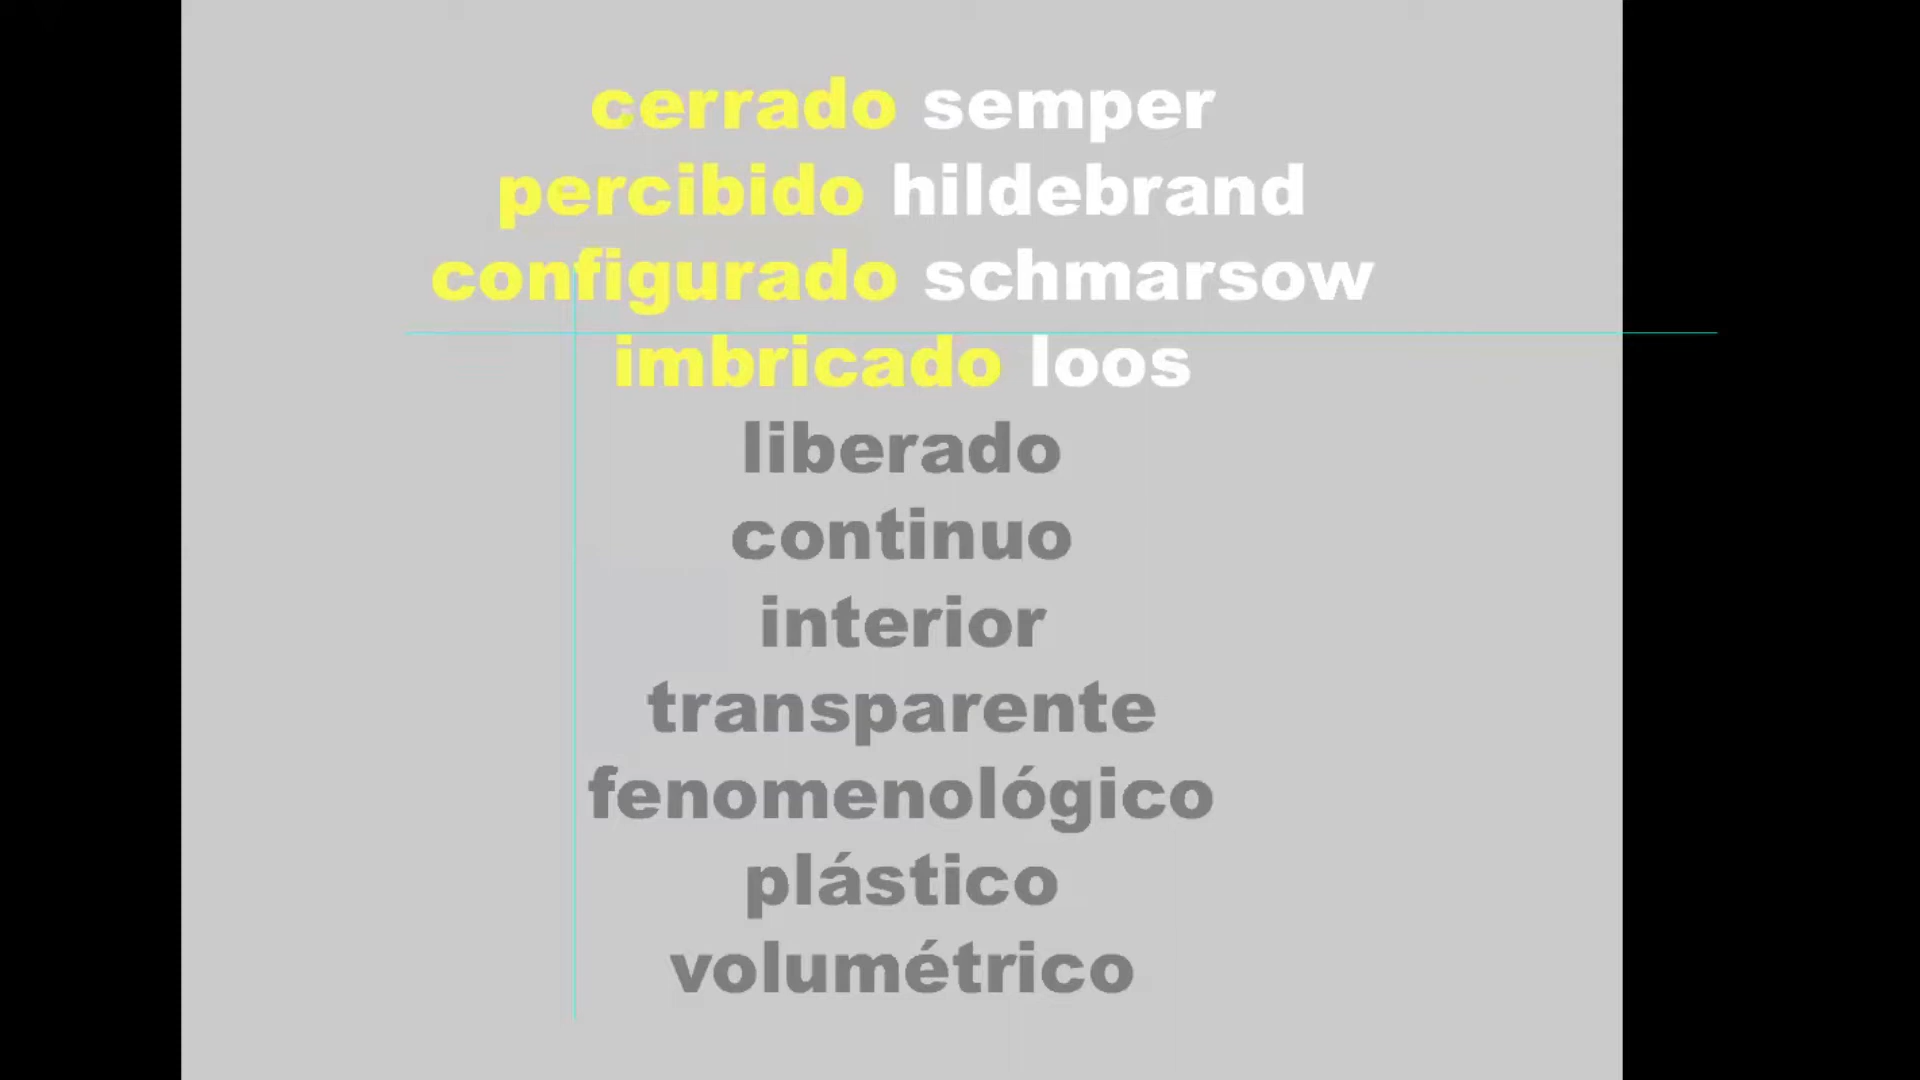 cerrado semper
percibido hildebrand
configurado schmarsow
imbricado loos
liberado
continuo
interior
transparente
fenomenológico
plástico
volumétrico